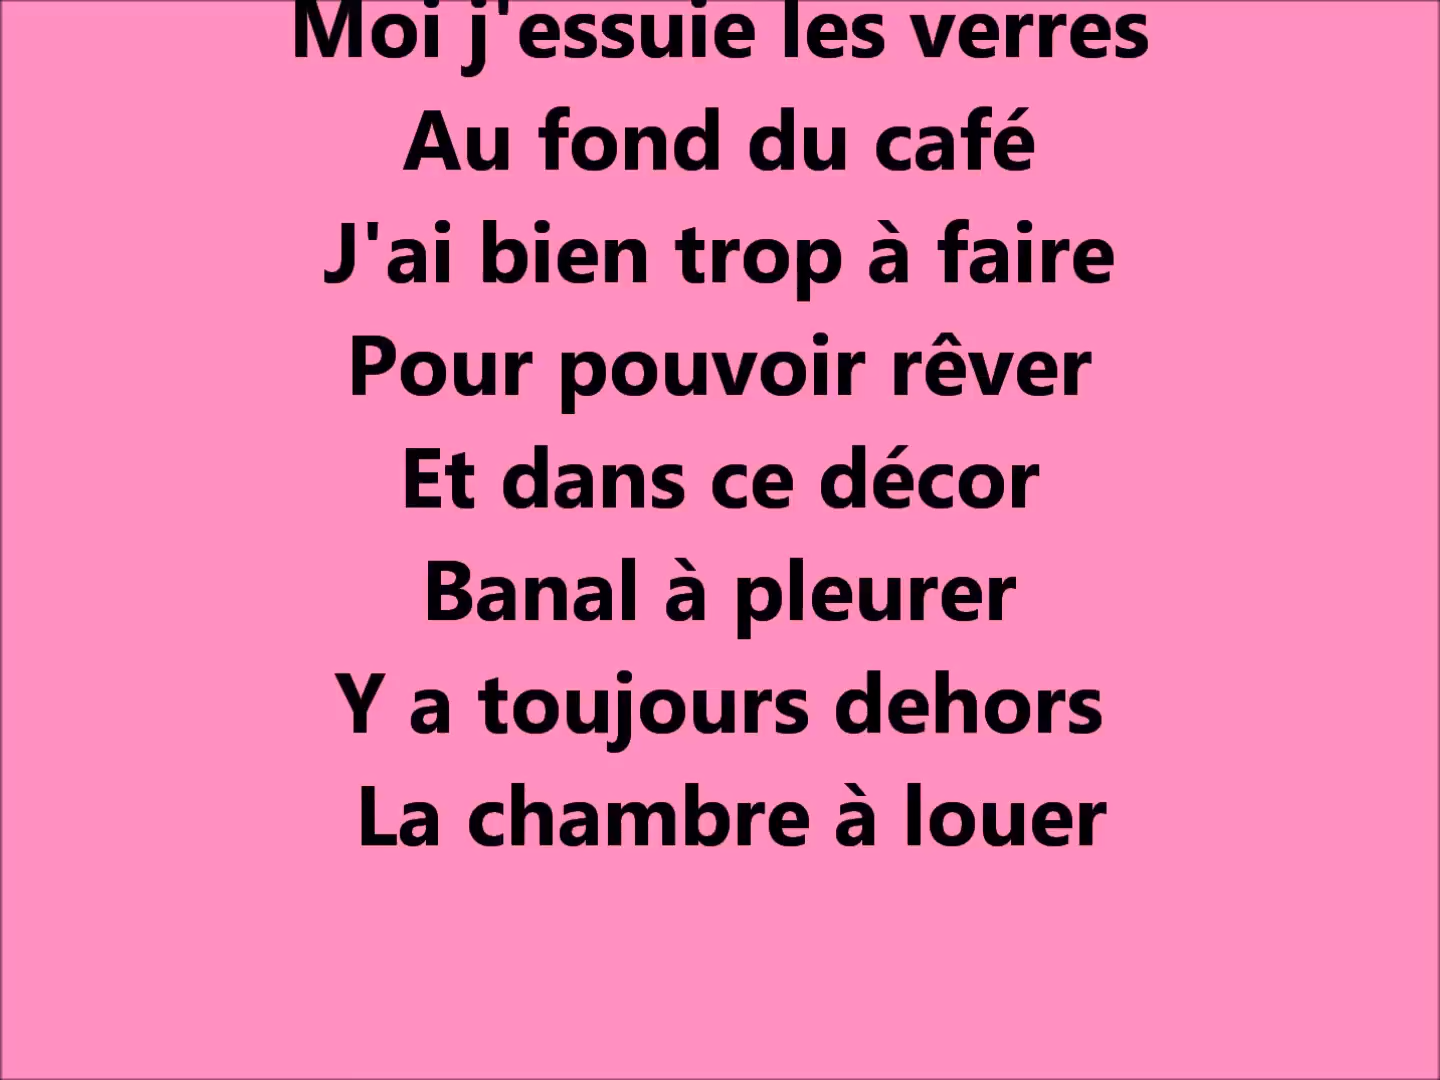 Moi j'essuie les verres
Au fond du café
J'ai bien trop à faire
Pour pouvoir rêver
Et dans ce décor
Banal à pleurer
Y a toujours dehors
La chambre à louer